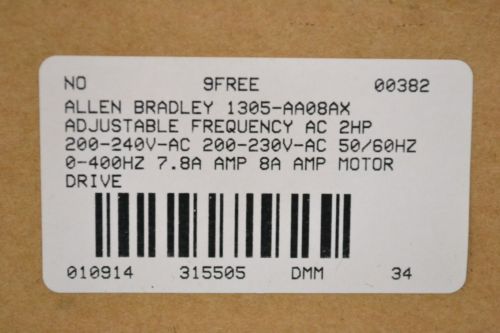 NO 9FREE 00382
ALLEN BRADLEY 1305-AA08AX
ADJUSTABLE FREQUENCY AC 2HP
200-240V-AC 200-230V-AC 50/60HZ
0-400HZ 7.8A AMP 8A AMP MOTOR
DRIVE
010914 315505 DMM 34